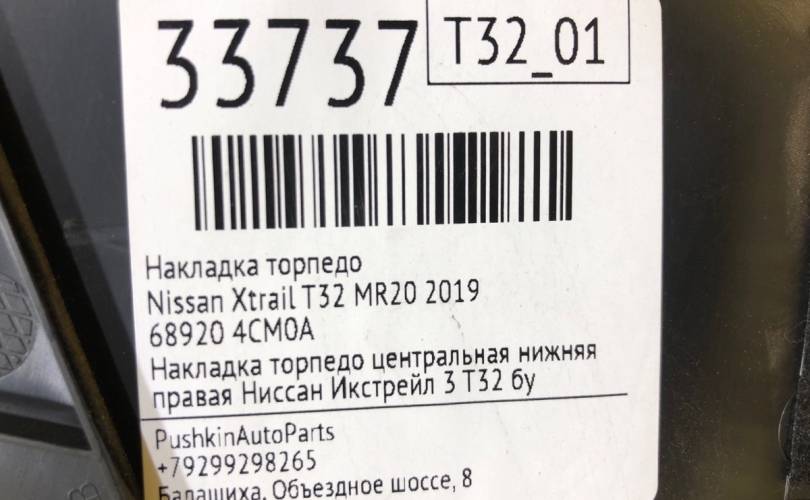 33737
T32_01
Накладка торпедо
Nissan Xtrail T32 MR20 2019
68920 4CM0A
Накладка торпедо центральная нижняя
правая Ниссан Икстрейл 3 T32 бу
PushkinAutoParts
+79299298265
Балашиха, Объездное шоссе, 8